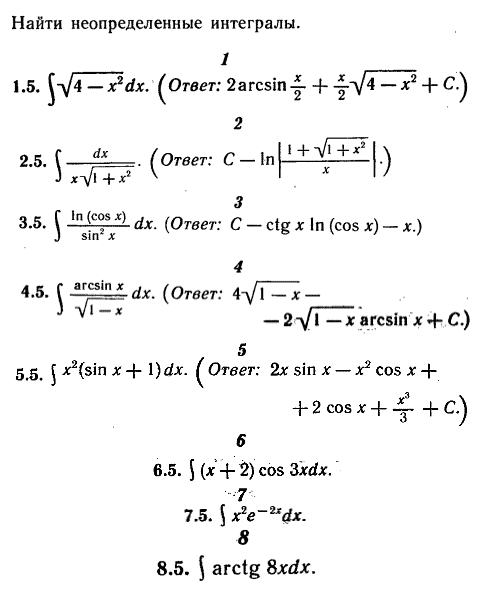 Найти неопределенные интегралы.
1
1.5. ∫√(4 — x²)dx. (Ответ: 2 arcsin x/2 + x/2 √(4 — x²) + C.)
2
2.5. ∫ dx/(x√(1 + x²)). (Ответ: C — ln|(1 + √(1 + x²))/x|.)
3
3.5. ∫ ln (cos x)/sin² x dx. (Ответ: C — ctg x ln (cos x) — x.)
4
4.5. ∫ arcsin x/√(1 — x) dx. (Ответ: 4√(1 — x) —
— 2√(1 — x) arcsin x + C.)
5
5.5. ∫ x²(sin x + 1)dx. (Ответ: 2x sin x — x² cos x +
+ 2 cos x + x³/3 + C.)
6
6.5. ∫ (x + 2) cos 3xdx.
7
7.5. ∫ x²e⁻²ˣdx.
8
8.5. ∫ arctg 8xdx.